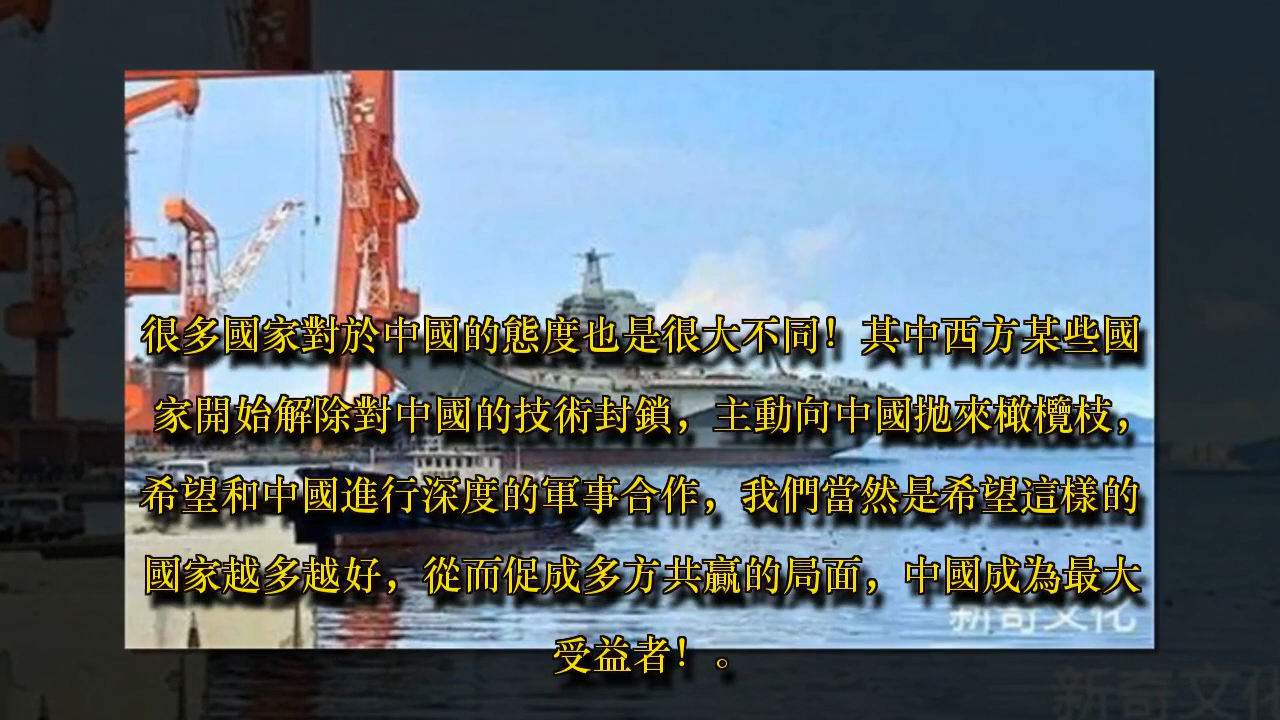 很多國家對於中國的態度也是很大不同！其中西方某些國
家開始解除對中國的技術封鎖，主動向中國拋來橄欖枝，
希望和中國進行深度的軍事合作，我們當然是希望這樣的
國家越多越好，從而促成多方共贏的局面，中國成為最大
受益者！。
新奇文化
新奇文化